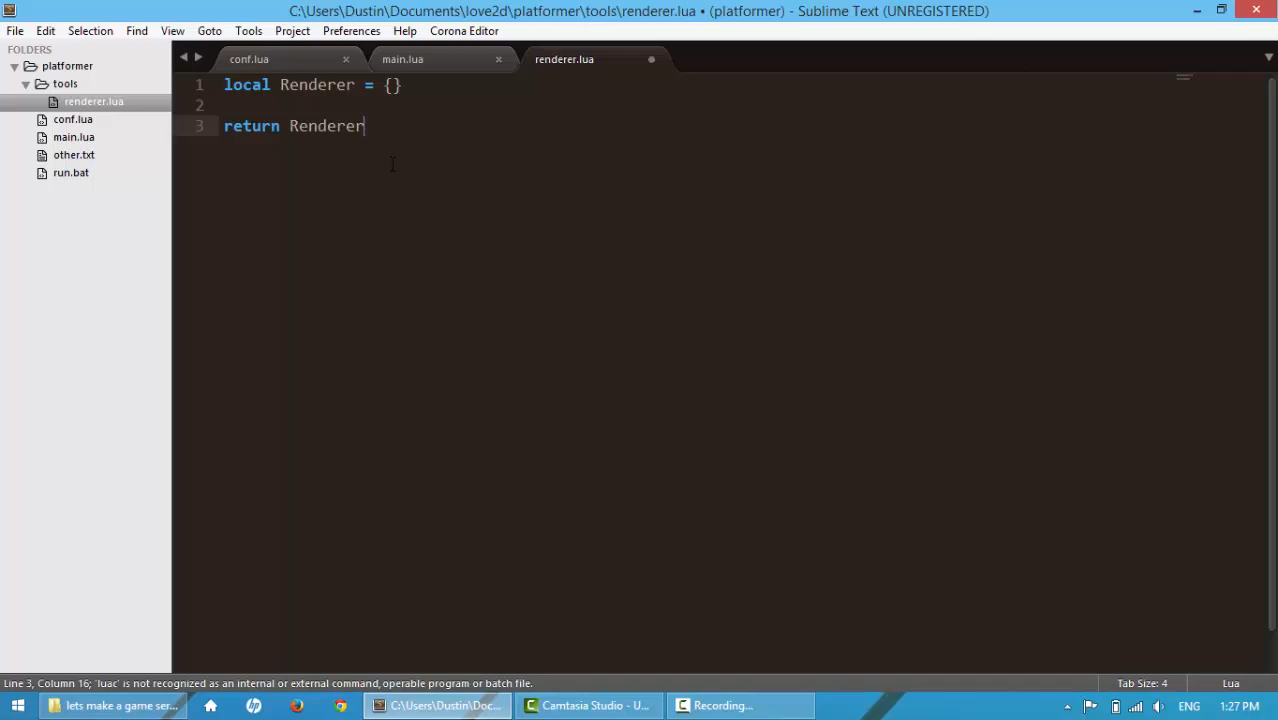 C:\Users\Dustin\Documents\love2d\platformer\tools\renderer.lua • (platformer) - Sublime Text (UNREGISTERED)
File Edit Selection Find View Goto Tools Project Preferences Help Corona Editor
FOLDERS
platformer
tools
renderer.lua
conf.lua
main.lua
other.txt
run.bat
conf.lua × main.lua × renderer.lua
1 local Renderer = {}
2
3 return Renderer
Line 3, Column 16; 'luac' is not recognized as an internal or external command, operable program or batch file.
Tab Size: 4 Lua
lets make a game ser...
C:\Users\Dustin\Doc...
Camtasia Studio - U...
Recording...
ENG 1:27 PM